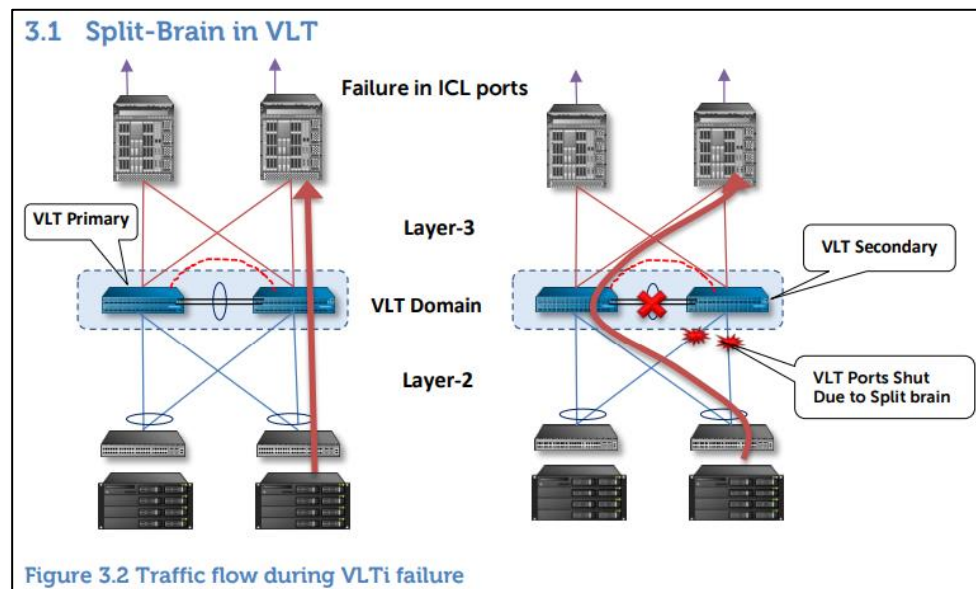 3.1 Split-Brain in VLT
Failure in ICL ports
VLT Primary
Layer-3
VLT Secondary
VLT Domain
Layer-2
VLT Ports Shut
Due to Split brain
Figure 3.2 Traffic flow during VLTi failure